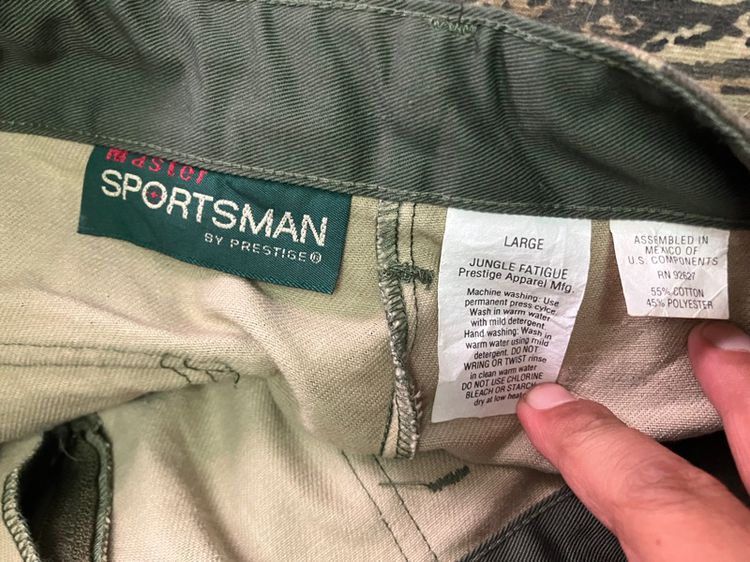 master
SPORTSMAN
BY PRESTIGE®
LARGE
JUNGLE FATIGUE
Prestige Apparel Mfg.
Machine washing: Use
permanent press cylce.
Wash in warm water
with mild detergent.
Hand washing: Wash in
warm water using mild
detergent. DO NOT
WRING OR TWIST rinse
in clean warm water
DO NOT USE CHLORINE
BLEACH OR STARCH
dry at low heat
ASSEMBLED IN
MEXICO OF
U.S. COMPONENTS
RN 92627
55% COTTON
45% POLYESTER